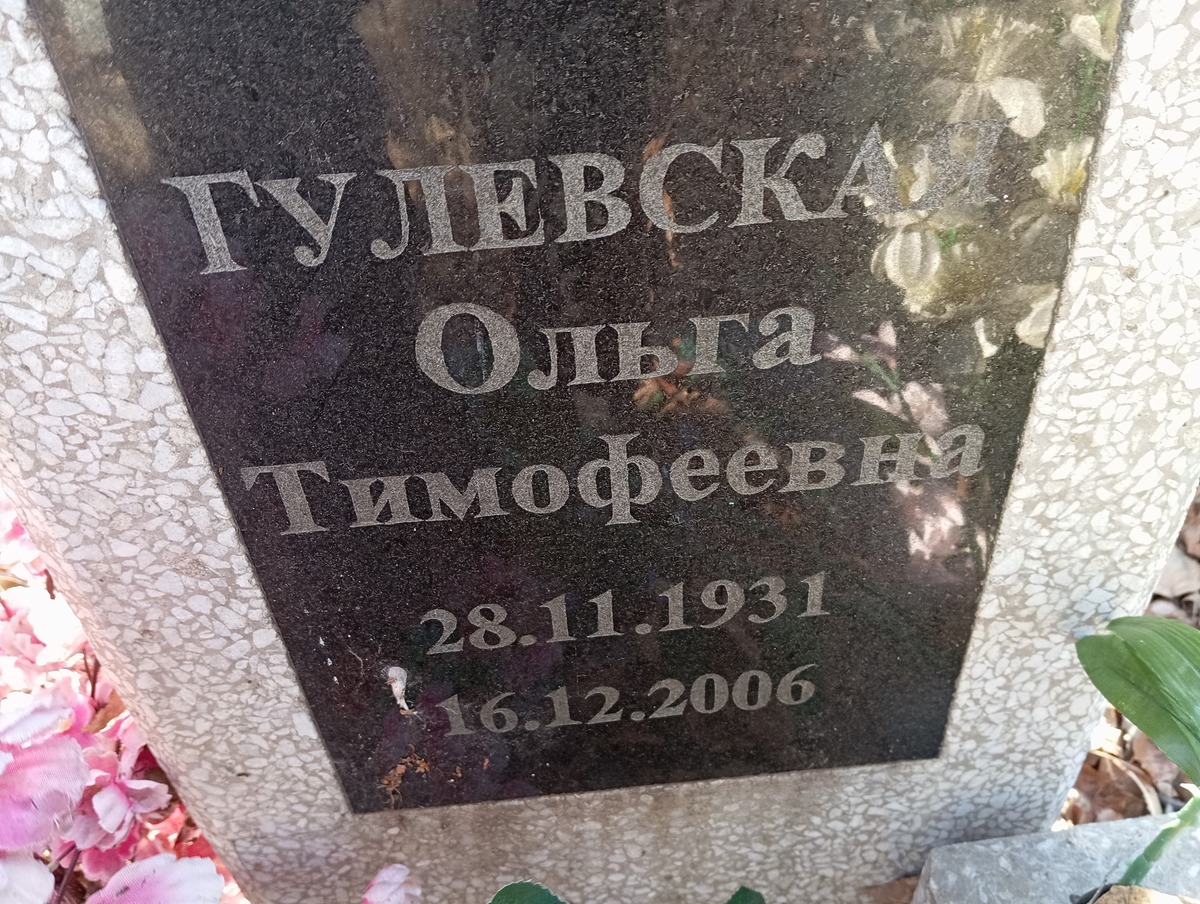 ГУЛЕВСКАЯ
Ольга
Тимофеевна
28.11.1931
16.12.2006